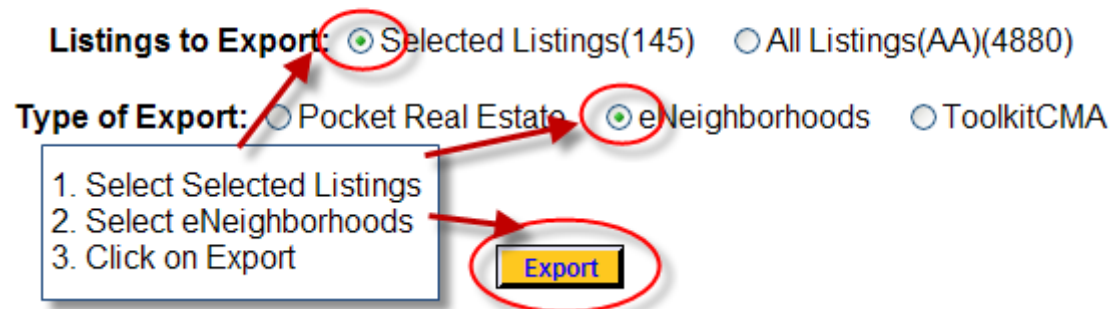 Listings to Export: Selected Listings(145) All Listings(AA)(4880)
Type of Export: Pocket Real Estate eNeighborhoods ToolkitCMA
1. Select Selected Listings
2. Select eNeighborhoods
3. Click on Export
Export